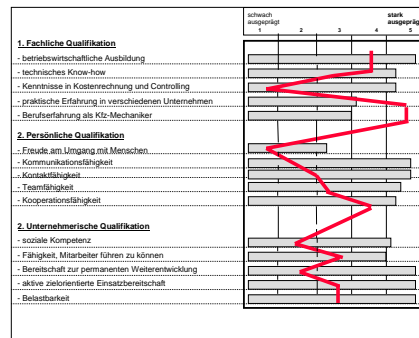 schwach stark
ausgeprägt ausgeprägt
1 2 3 4 5
1. Fachliche Qualifikation
- betriebswirtschaftliche Ausbildung
- technisches Know-how
- Kenntnisse in Kostenrechnung und Controlling
- praktische Erfahrung in verschiedenen Unternehmen
- Berufserfahrung als Kfz-Mechaniker
2. Persönliche Qualifikation
- Freude am Umgang mit Menschen
- Kommunikationsfähigkeit
- Kontaktfähigkeit
- Teamfähigkeit
- Kooperationsfähigkeit
2. Unternehmerische Qualifikation
- soziale Kompetenz
- Fähigkeit, Mitarbeiter führen zu können
- Bereitschaft zur permanenten Weiterentwicklung
- aktive zielorientierte Einsatzbereitschaft
- Belastbarkeit